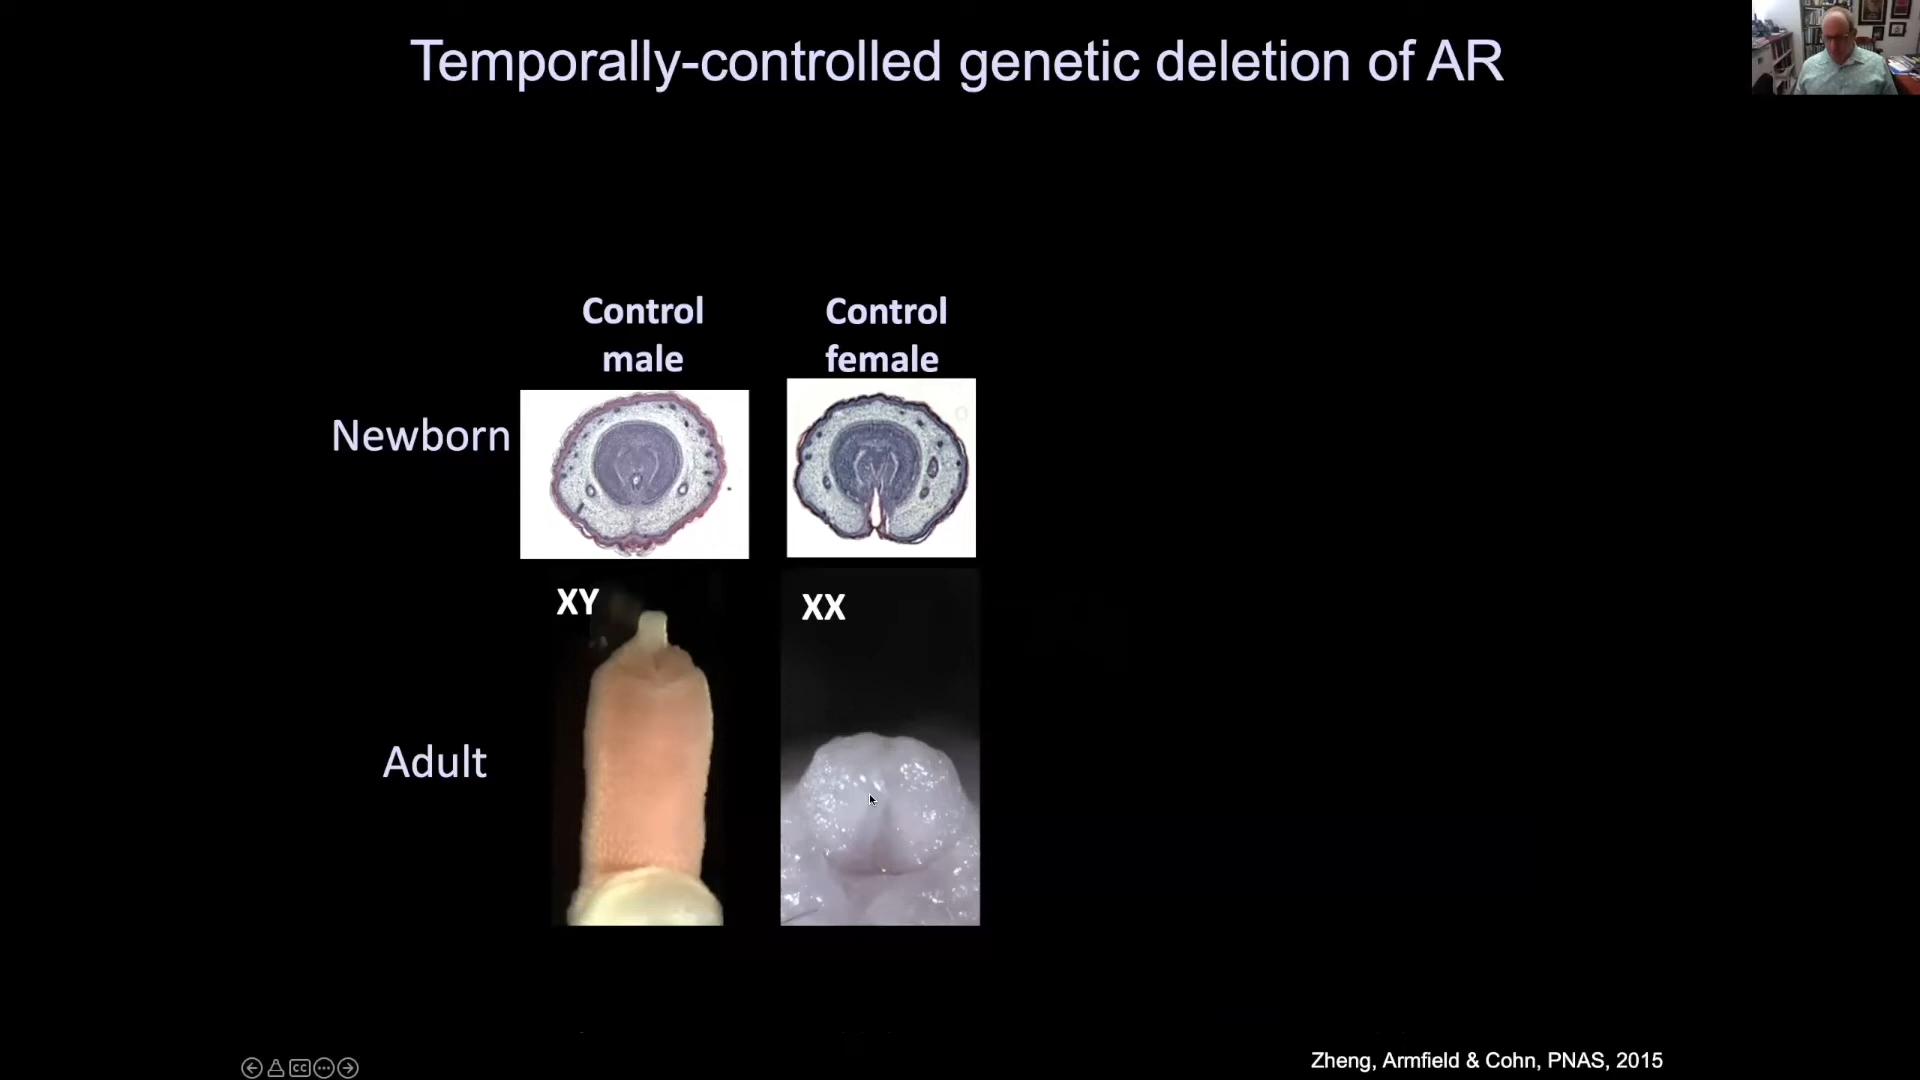 Temporally-controlled genetic deletion of AR
Control
male
Control
female
Newborn
XY
XX
Adult
Zheng, Armfield & Cohn, PNAS, 2015
cc